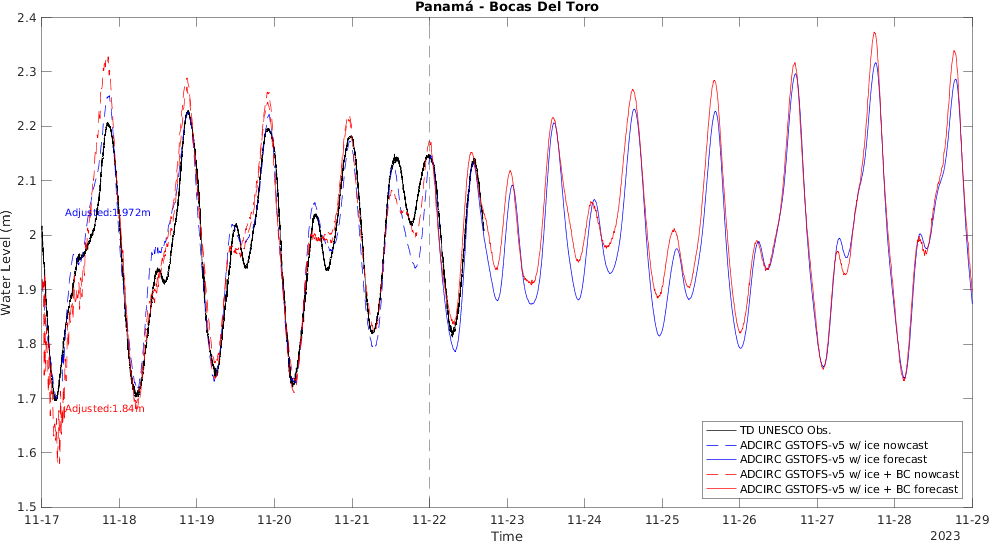 Panamá - Bocas Del Toro
2.4
2.3
2.2
2.1
2
1.9
1.8
1.7
1.6
1.5
Water Level (m)
Adjusted:1.972m
Adjusted:1.84m
TD UNESCO Obs.
ADCIRC GSTOFS-v5 w/ ice nowcast
ADCIRC GSTOFS-v5 w/ ice forecast
ADCIRC GSTOFS-v5 w/ ice + BC nowcast
ADCIRC GSTOFS-v5 w/ ice + BC forecast
11-17 11-18 11-19 11-20 11-21 11-22 11-23 11-24 11-25 11-26 11-27 11-28 11-29
Time
2023